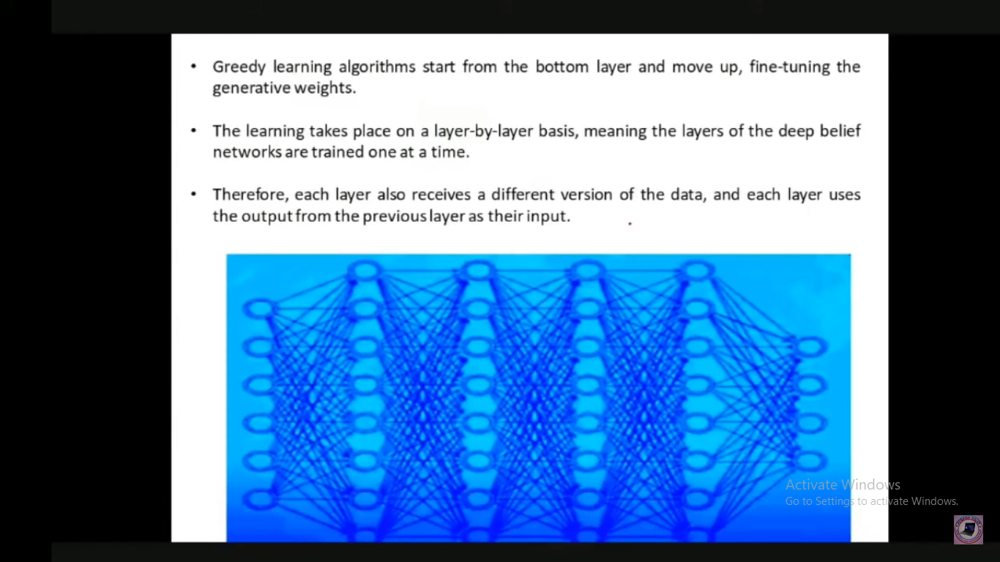 • Greedy learning algorithms start from the bottom layer and move up, fine-tuning the
generative weights.
• The learning takes place on a layer-by-layer basis, meaning the layers of the deep belief
networks are trained one at a time.
• Therefore, each layer also receives a different version of the data, and each layer uses
the output from the previous layer as their input.
Activate Windows
Go to Settings to activate Windows.